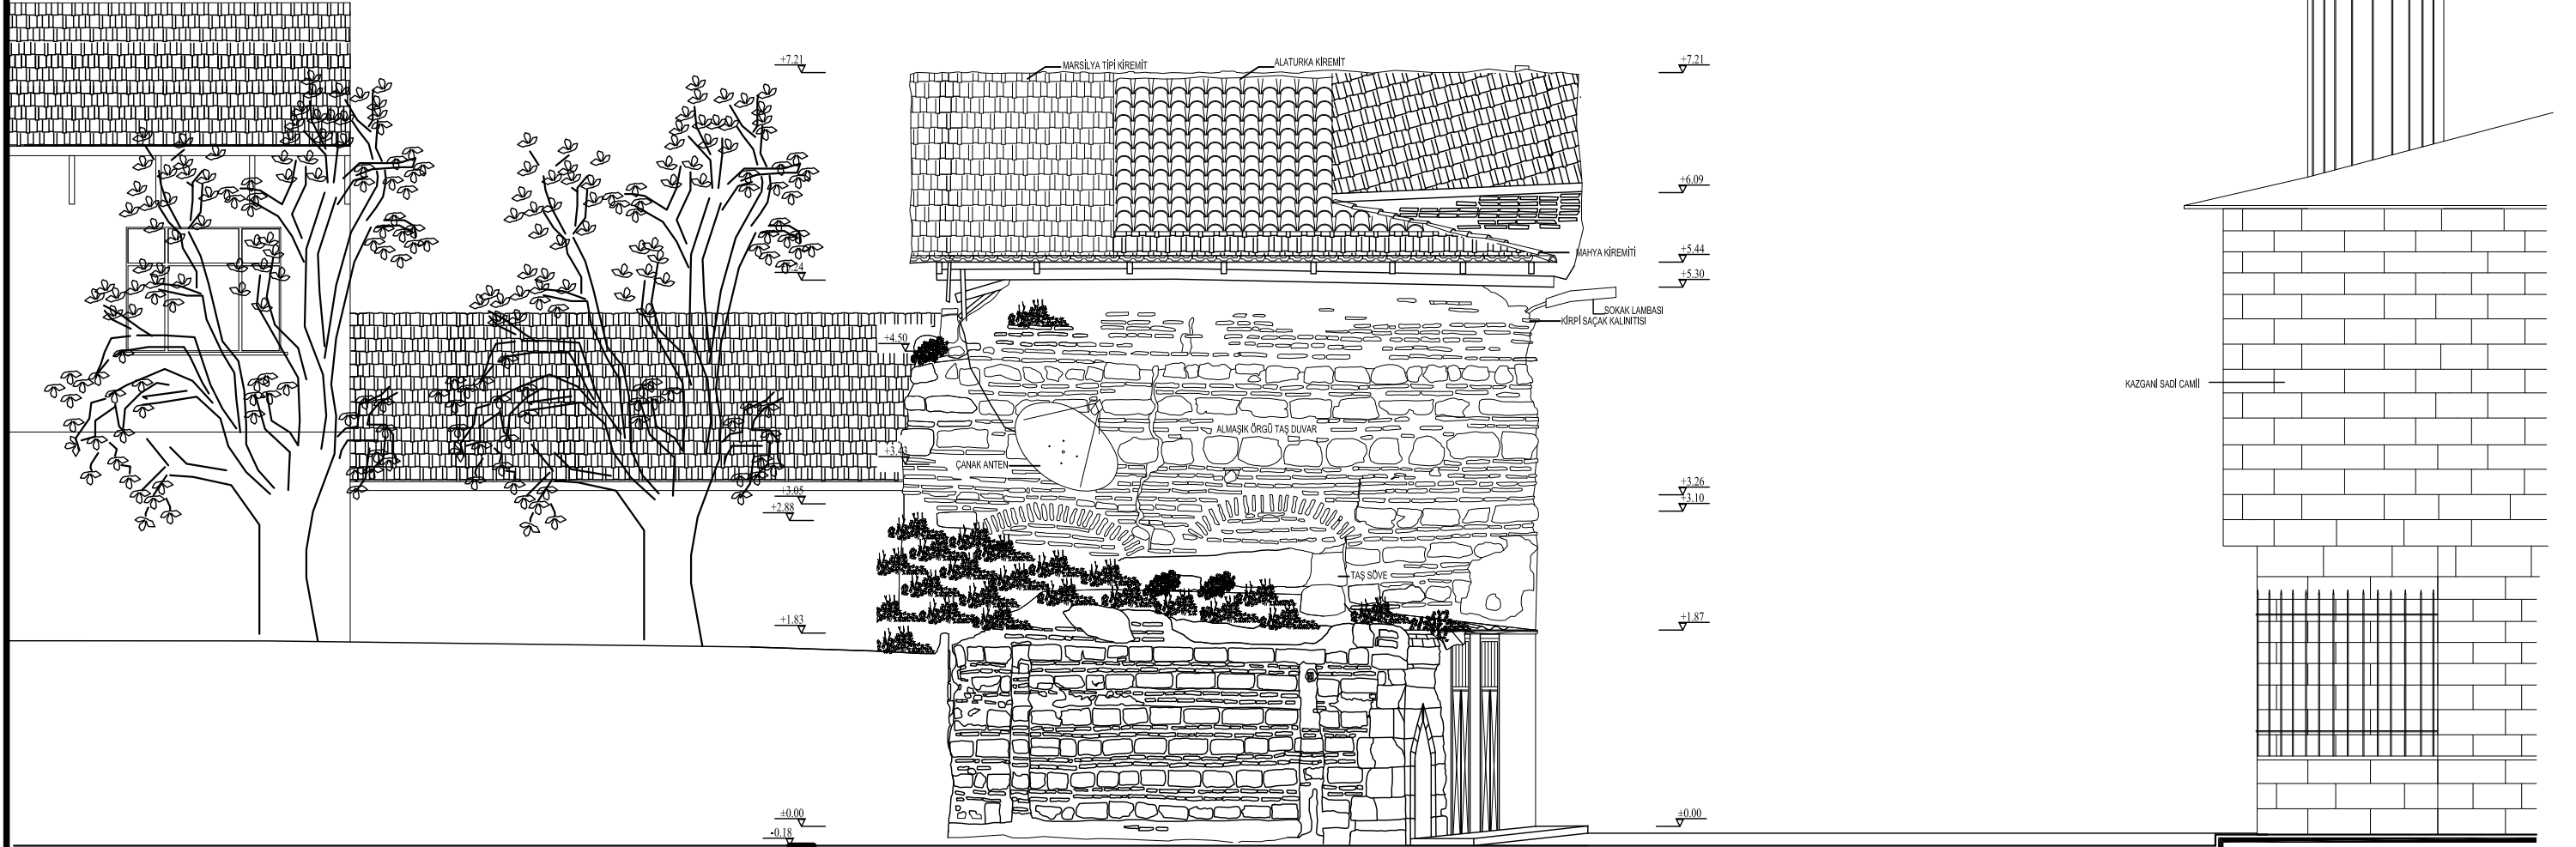 +7.21
MARSİLYA TİPİ KİREMİT
ALATURKA KİREMİT
+7.21
+6.09
MAHYA KİREMİTİ
+5.44
+5.30
SOKAK LAMBASI
KİRPİ SAÇAK KALINITISI
+4.50
KAZGANİ SADİ CAMİİ
ALMAŞIK ÖRGÜ TAŞ DUVAR
+3.43
ÇANAK ANTEN
+3.05
+2.88
+3.26
+3.10
TAŞ SÖVE
+1.83
+1.87
±0.00
±0.00
-0.18